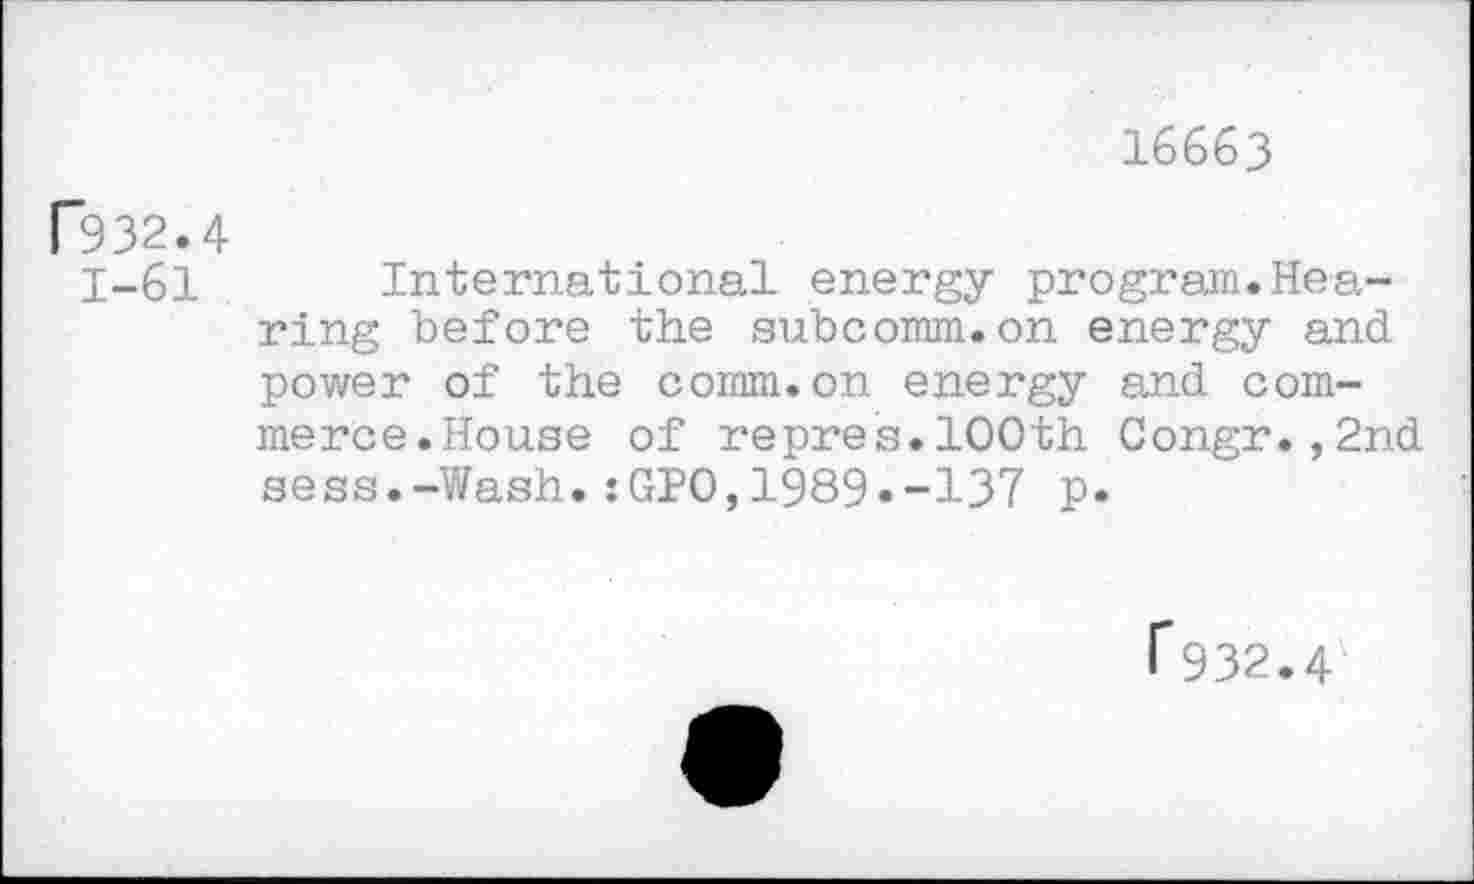 16663
Г932.4
I-61 International energy program.Hea-
ring before the subcomm.on energy and
power of the comm.on energy and com-
merce.House of repres.100th Congr.,2nd
sess.-Wash.:GPO,1989.-137 p.
Г932.4